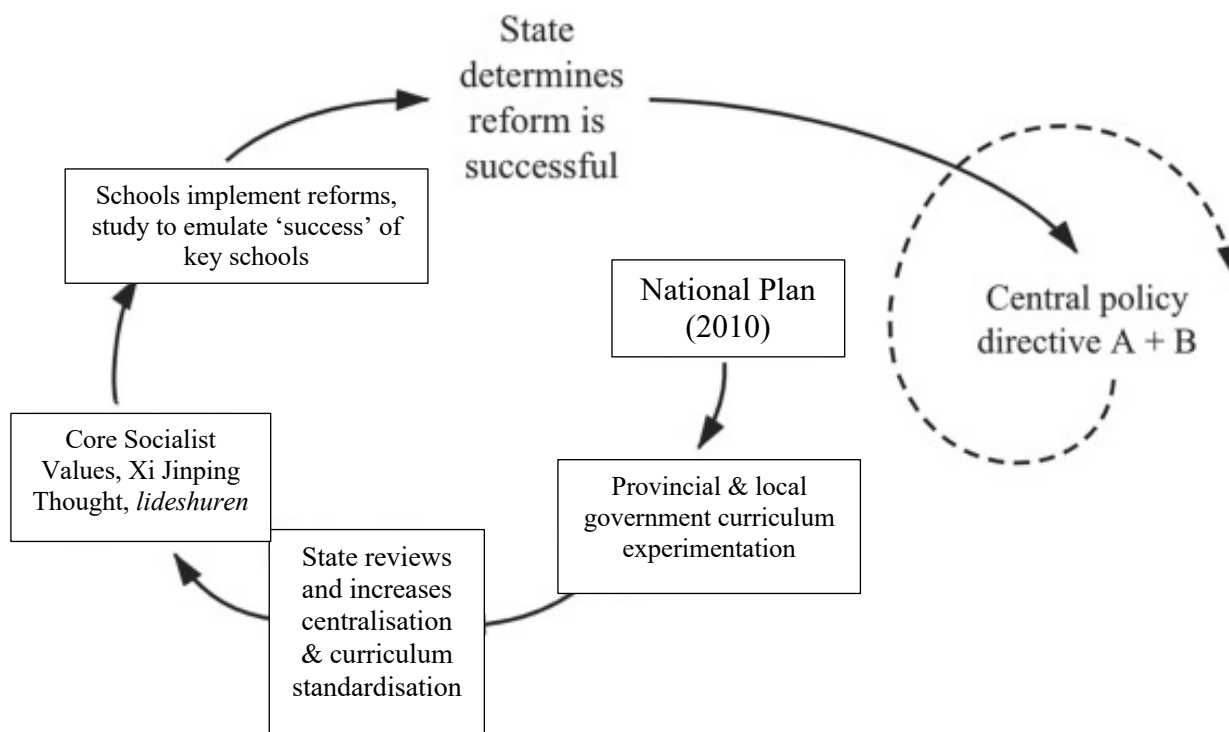 State
determines
reform is
successful
Schools implement reforms,
study to emulate ‘success’ of
key schools
National Plan
(2010)
Central policy
directive A + B
Core Socialist
Values, Xi Jinping
Thought, lideshuren
Provincial & local
government curriculum
experimentation
State reviews
and increases
centralisation
& curriculum
standardisation